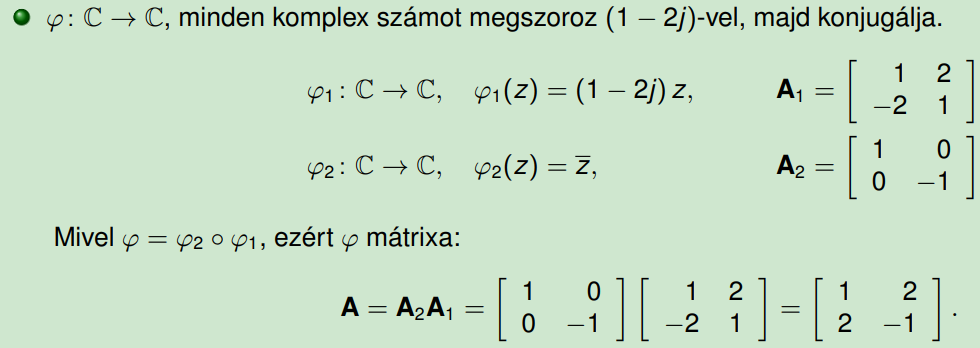 φ: ℂ → ℂ, minden komplex számot megszoroz (1 − 2j)-vel, majd konjugálja.
φ₁: ℂ → ℂ, φ₁(z) = (1 − 2j) z, A₁ = [ 1 2 ; −2 1 ]
φ₂: ℂ → ℂ, φ₂(z) = z̅, A₂ = [ 1 0 ; 0 −1 ]
Mivel φ = φ₂ ∘ φ₁, ezért φ mátrixa:
A = A₂A₁ = [ 1 0 ; 0 −1 ] [ 1 2 ; −2 1 ] = [ 1 2 ; 2 −1 ].